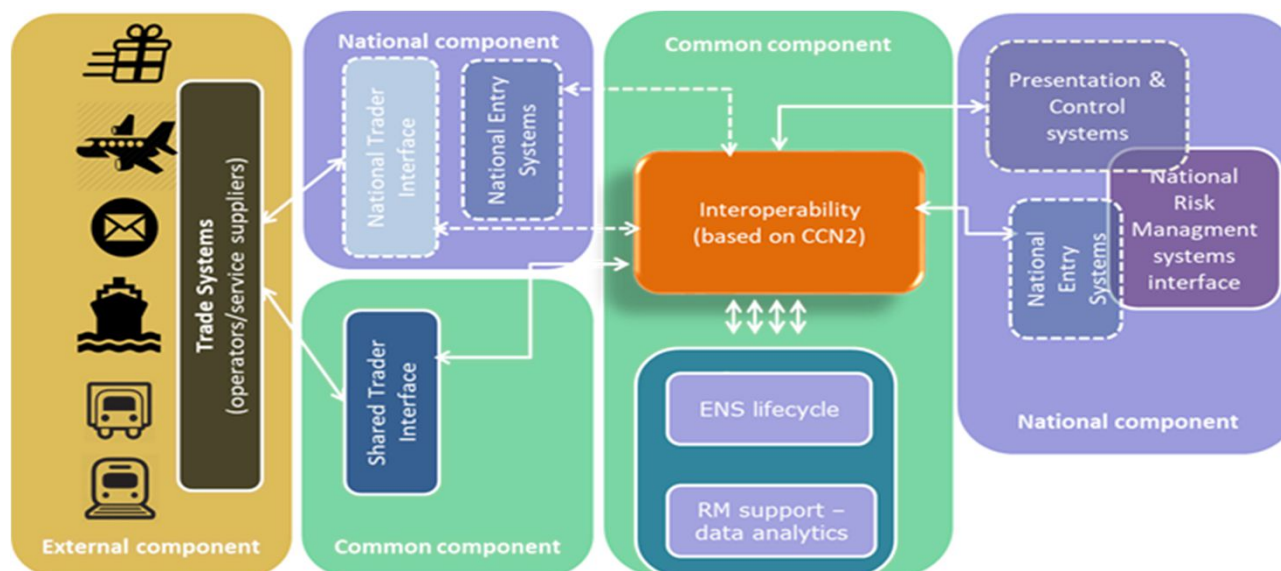 Trade Systems
(operators/service suppliers)
External component
National component
National Trader
Interface
National Entry
Systems
Shared Trader
Interface
Common component
Common component
Interoperability
(based on CCN2)
ENS lifecycle
RM support –
data analytics
Presentation &
Control
systems
National
Risk
Managment
systems
interface
National
Entry
Systems
National component